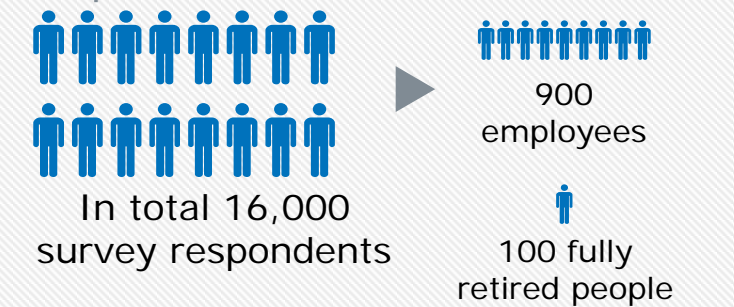 In total 16,000
survey respondents
900
employees
100 fully
retired people